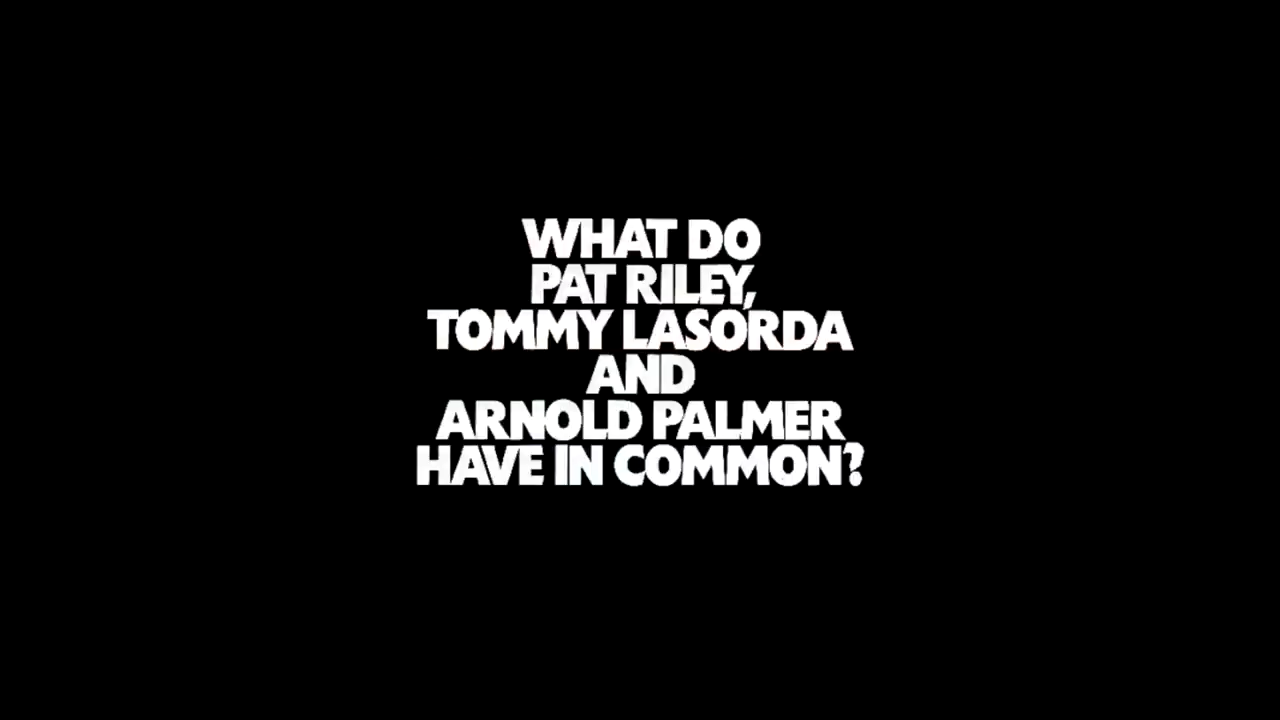 WHAT DO
PAT RILEY,
TOMMY LASORDA
AND
ARNOLD PALMER
HAVE IN COMMON?